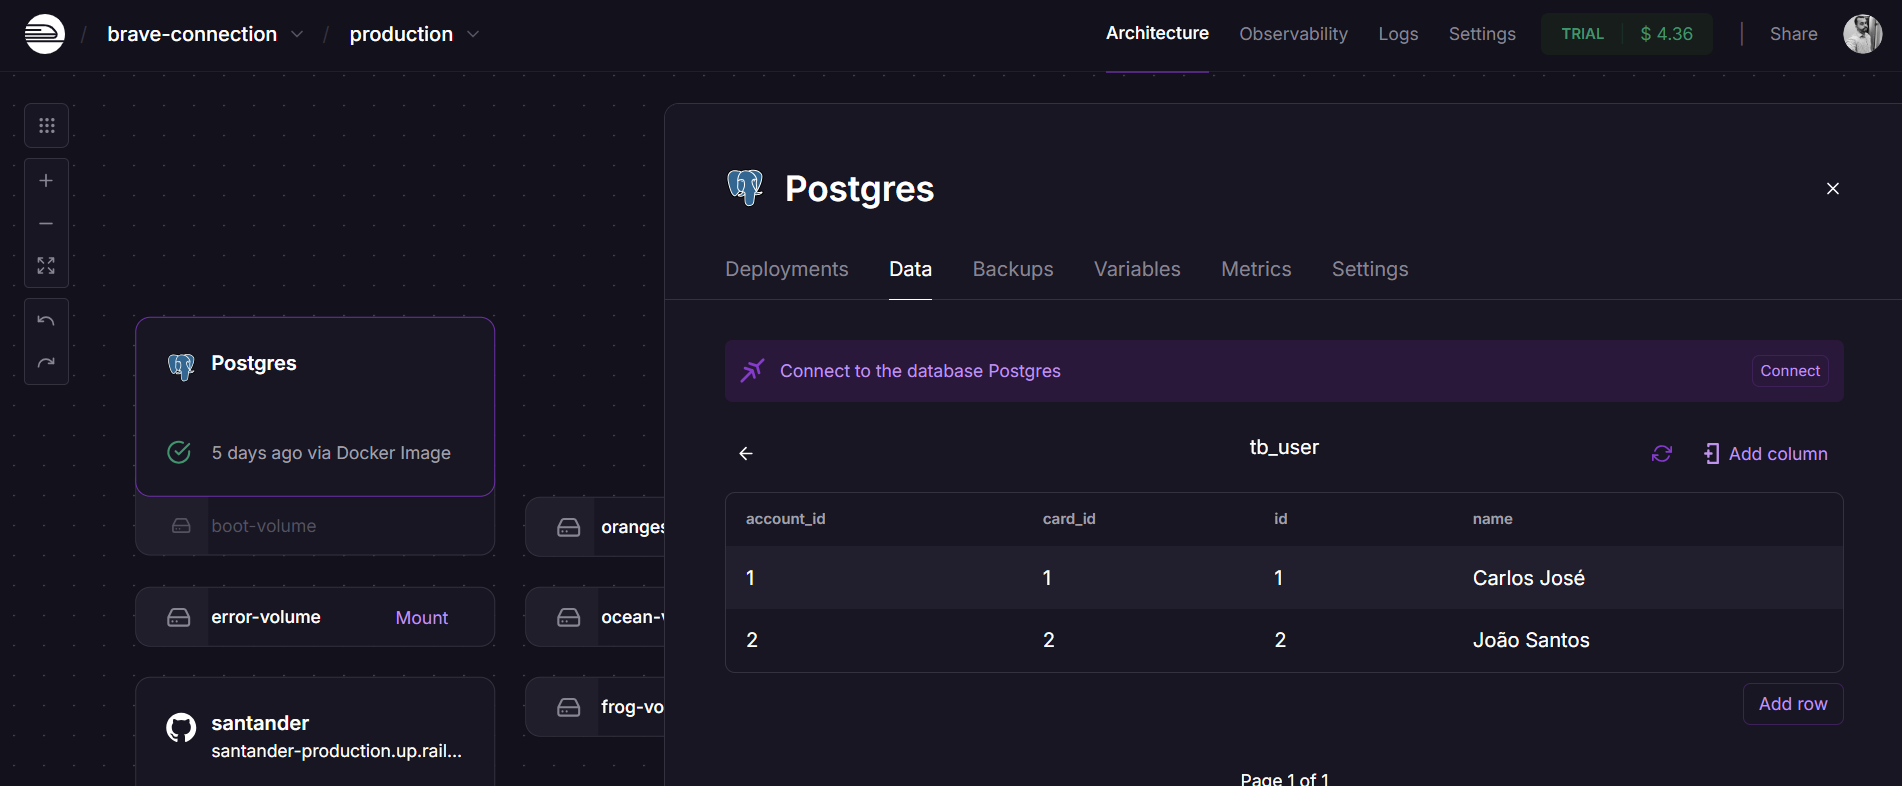 / brave-connection / production
Architecture Observability Logs Settings TRIAL $ 4.36 Share
Postgres
Deployments Data Backups Variables Metrics Settings
Connect to the database Postgres Connect
tb_user
Add column
account_id card_id id name
1 1 1 Carlos José
2 2 2 João Santos
Add row
Page 1 of 1
Postgres
5 days ago via Docker Image
boot-volume
error-volume Mount
santander
santander-production.up.rail...
oranges
ocean-
frog-vo